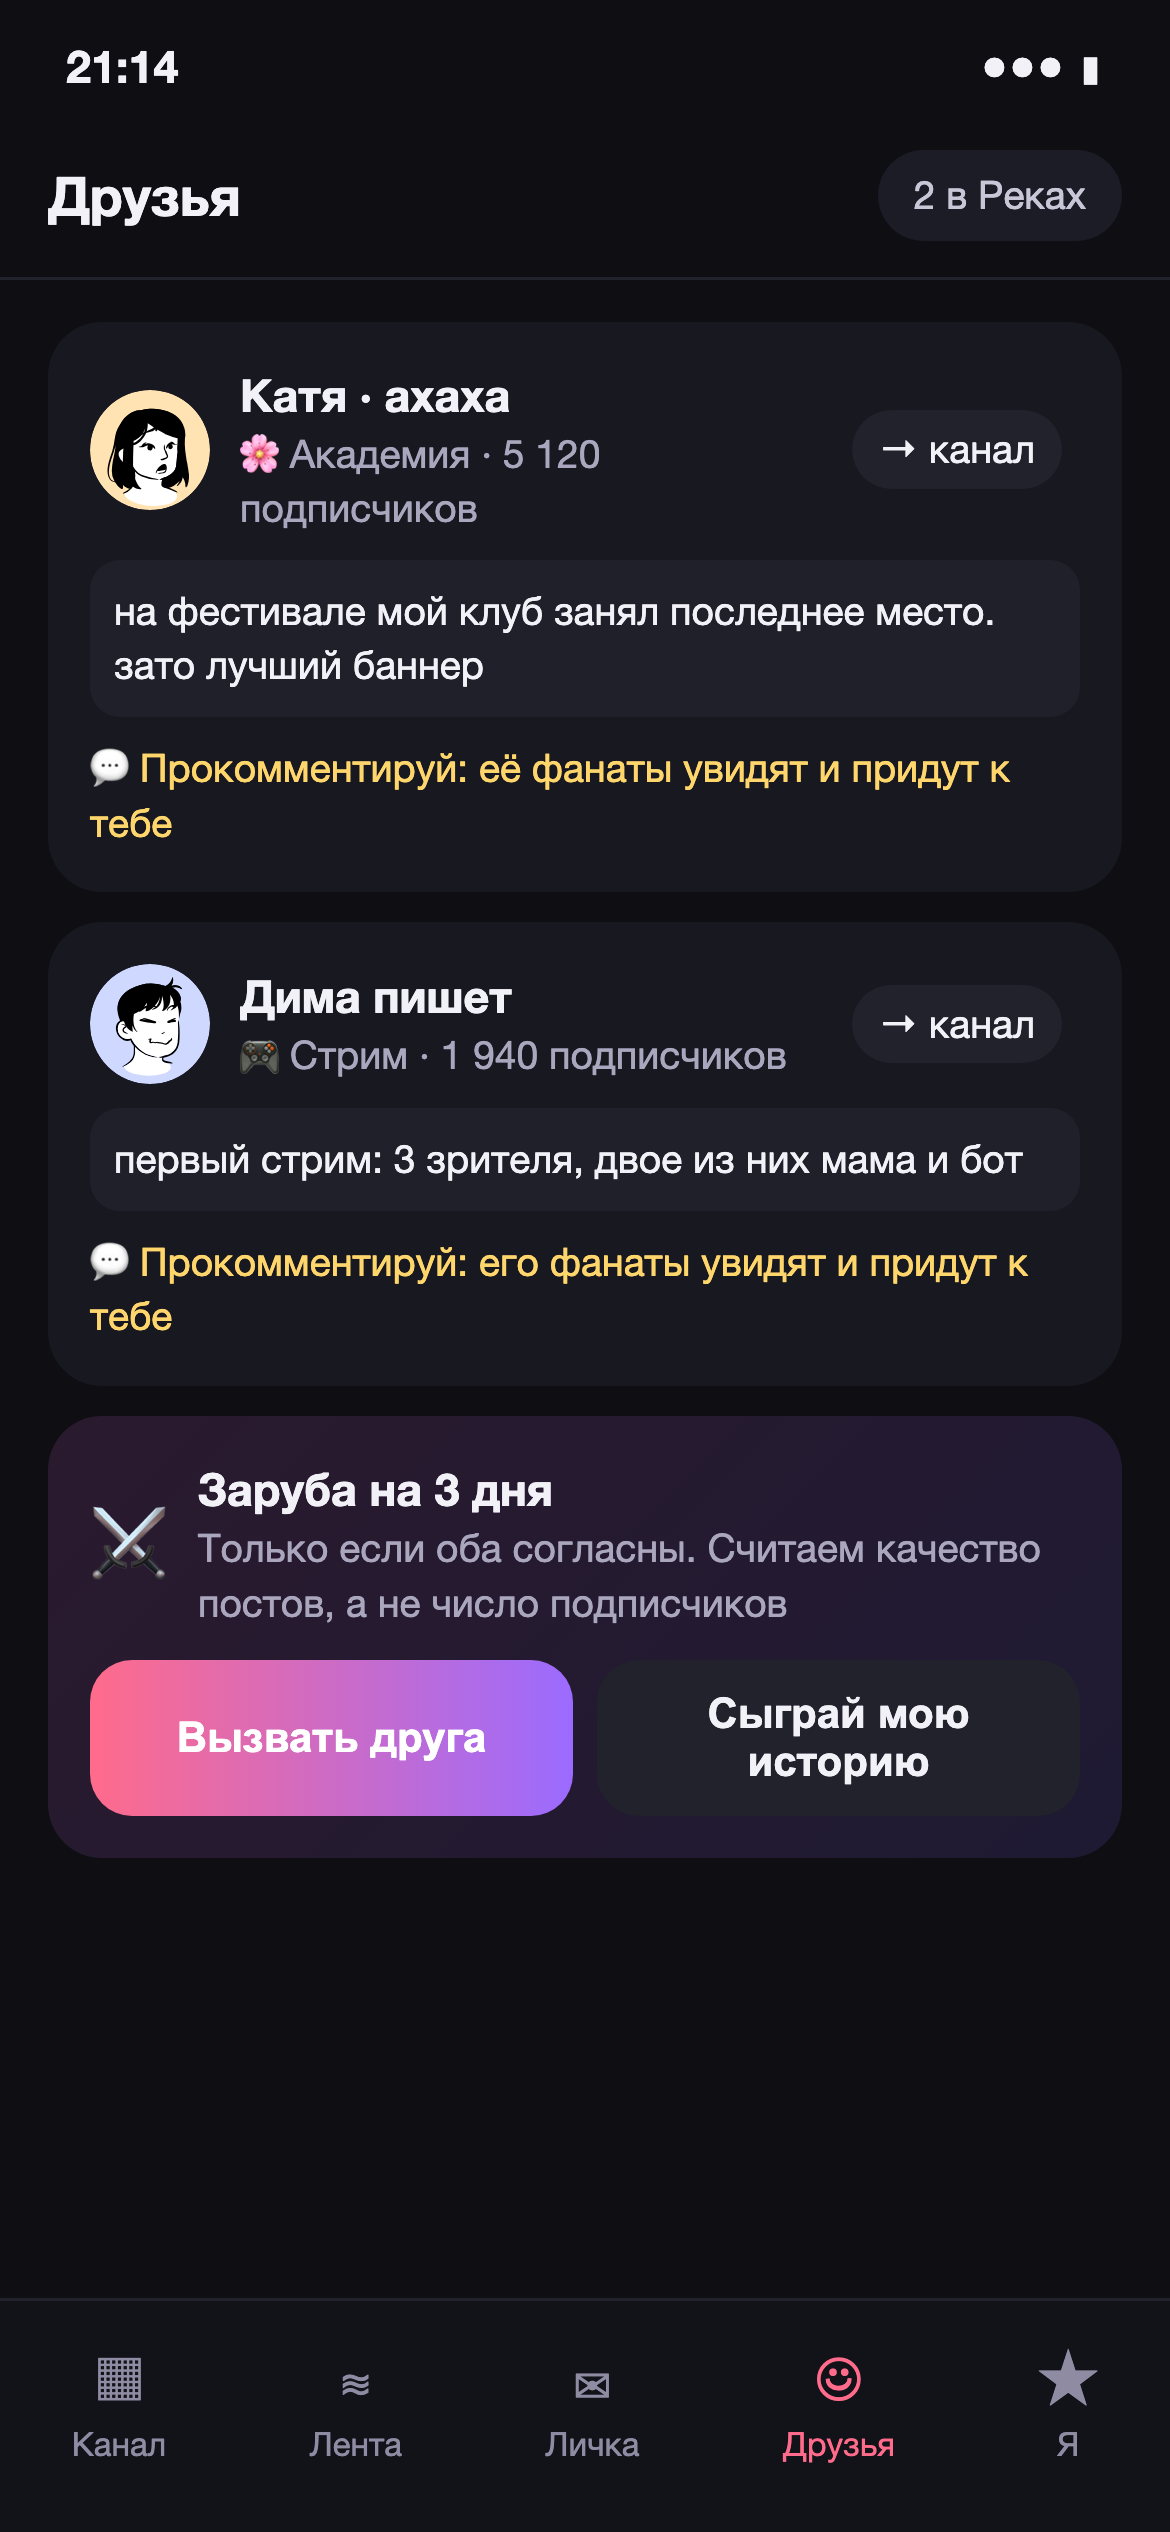 21:14
Друзья
2 в Реках
Катя · ахаха
🌸 Академия · 5 120
подписчиков
→ канал
на фестивале мой клуб занял последнее место.
зато лучший баннер
💬 Прокомментируй: её фанаты увидят и придут к
тебе
Дима пишет
🎮 Стрим · 1 940 подписчиков
→ канал
первый стрим: 3 зрителя, двое из них мама и бот
💬 Прокомментируй: его фанаты увидят и придут к
тебе
Заруба на 3 дня
Только если оба согласны. Считаем качество
постов, а не число подписчиков
Вызвать друга
Сыграй мою
историю
Канал
Лента
Личка
Друзья
Я